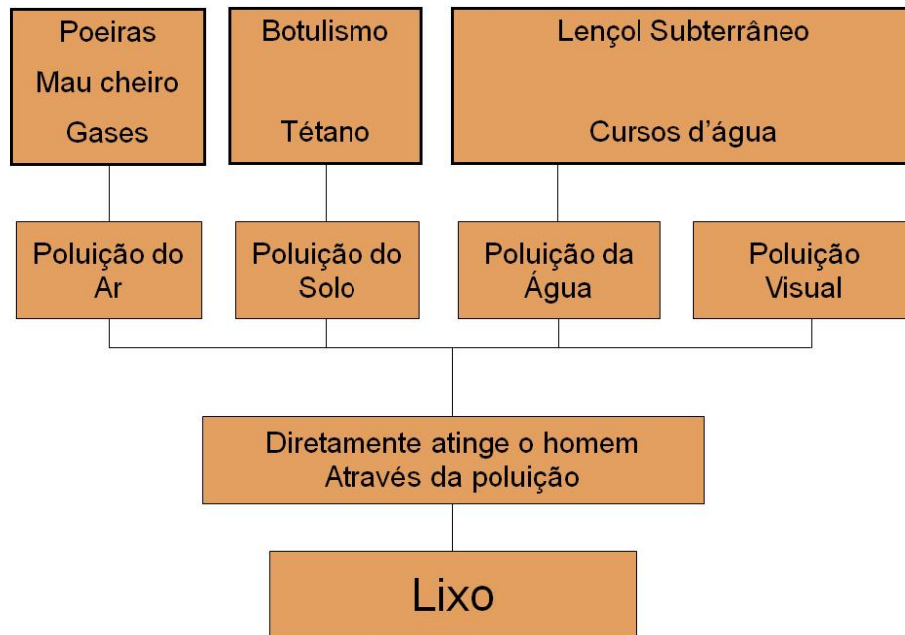 Poeiras
Mau cheiro
Gases
Botulismo
Tétano
Lençol Subterrâneo
Cursos d'água
Poluição do
Ar
Poluição do
Solo
Poluição da
Água
Poluição
Visual
Diretamente atinge o homem
Através da poluição
Lixo